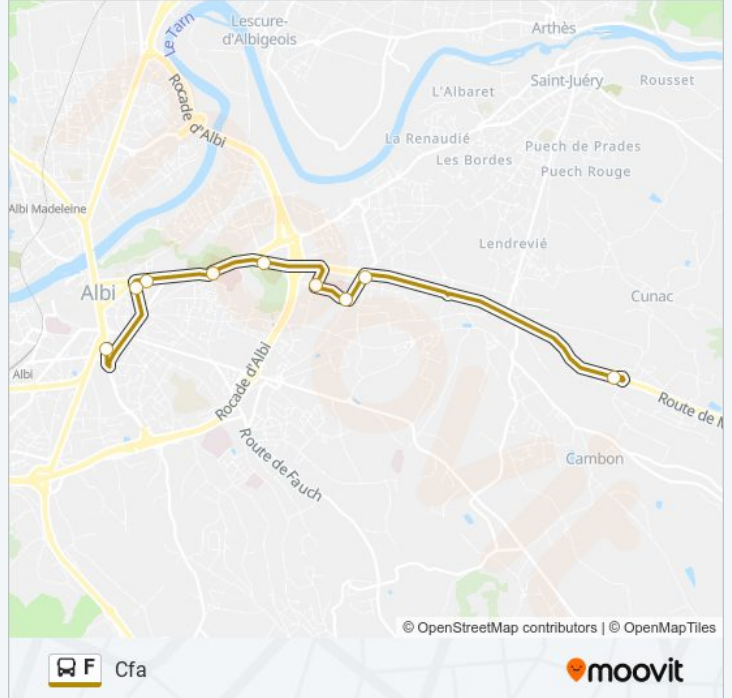 Le Tarn
Lescure-
d'Albigeois
Arthès
L'Albaret
Saint-Juéry
Rousset
Rocade d'Albi
La Renaudié
Les Bordes
Puech de Prades
Puech Rouge
Albi Madeleine
Lendrevié
Albi
Cunac
Albi
Rocade d'Albi
Route de M
Route de Fauch
Cambon
© OpenStreetMap contributors | © OpenMapTiles
F Cfa
moovit